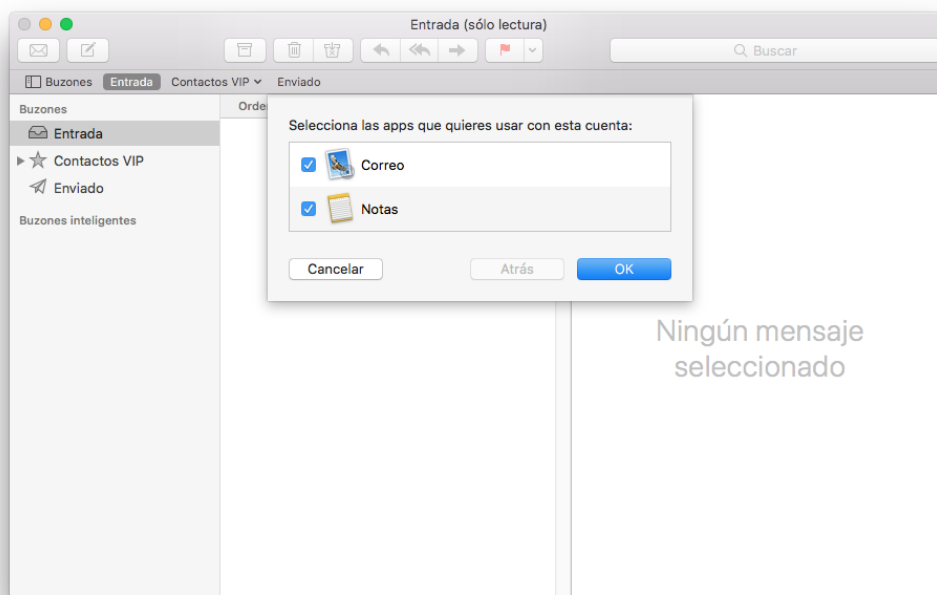 Entrada (sólo lectura)
Buscar
Buzones Entrada Contactos VIP Enviado
Buzones
Entrada
Contactos VIP
Enviado
Buzones inteligentes
Orde
Selecciona las apps que quieres usar con esta cuenta:
Correo
Notas
Cancelar Atrás OK
Ningún mensaje
seleccionado